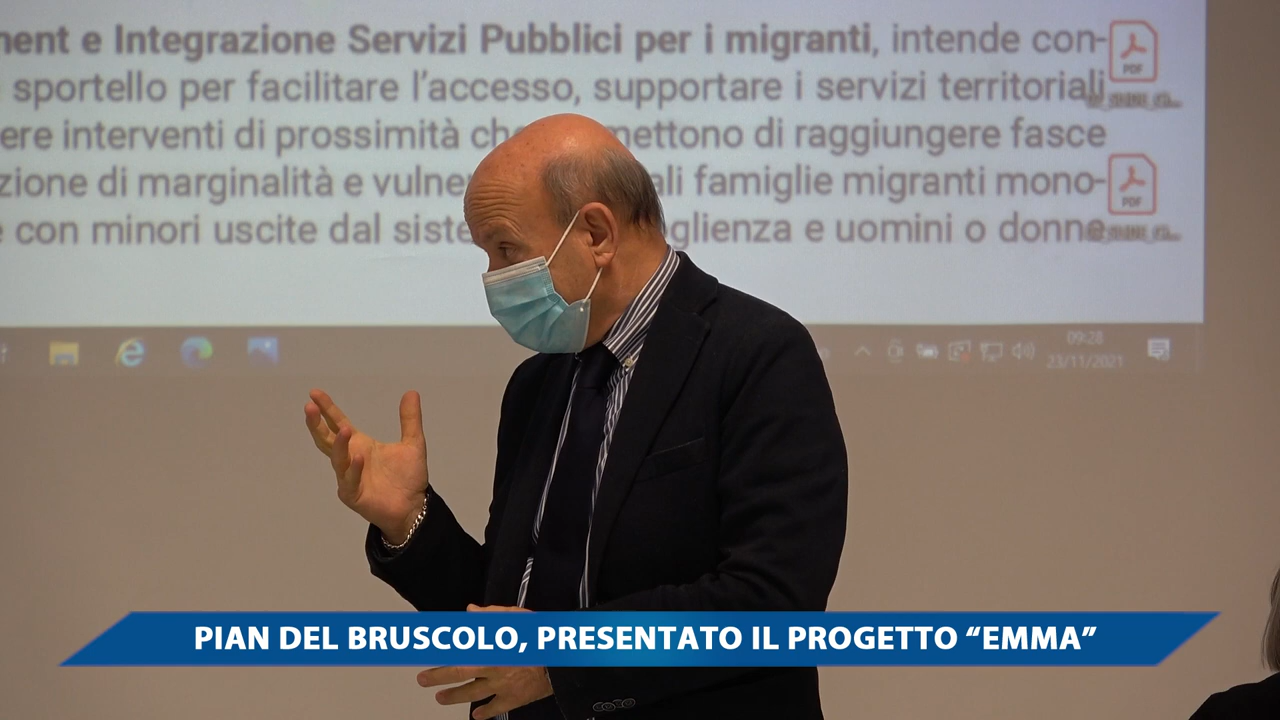 ment e Integrazione Servizi Pubblici per i migranti, intende con-
sportello per facilitare l'accesso, supportare i servizi territoriali
ere interventi di prossimità che mettono di raggiungere fasce
zione di marginalità e vulne ali famiglie migranti mono-
e con minori uscite dal siste glienza e uomini o donne
PDF
PDF
09:28
23/11/2021
PIAN DEL BRUSCOLO, PRESENTATO IL PROGETTO “EMMA”